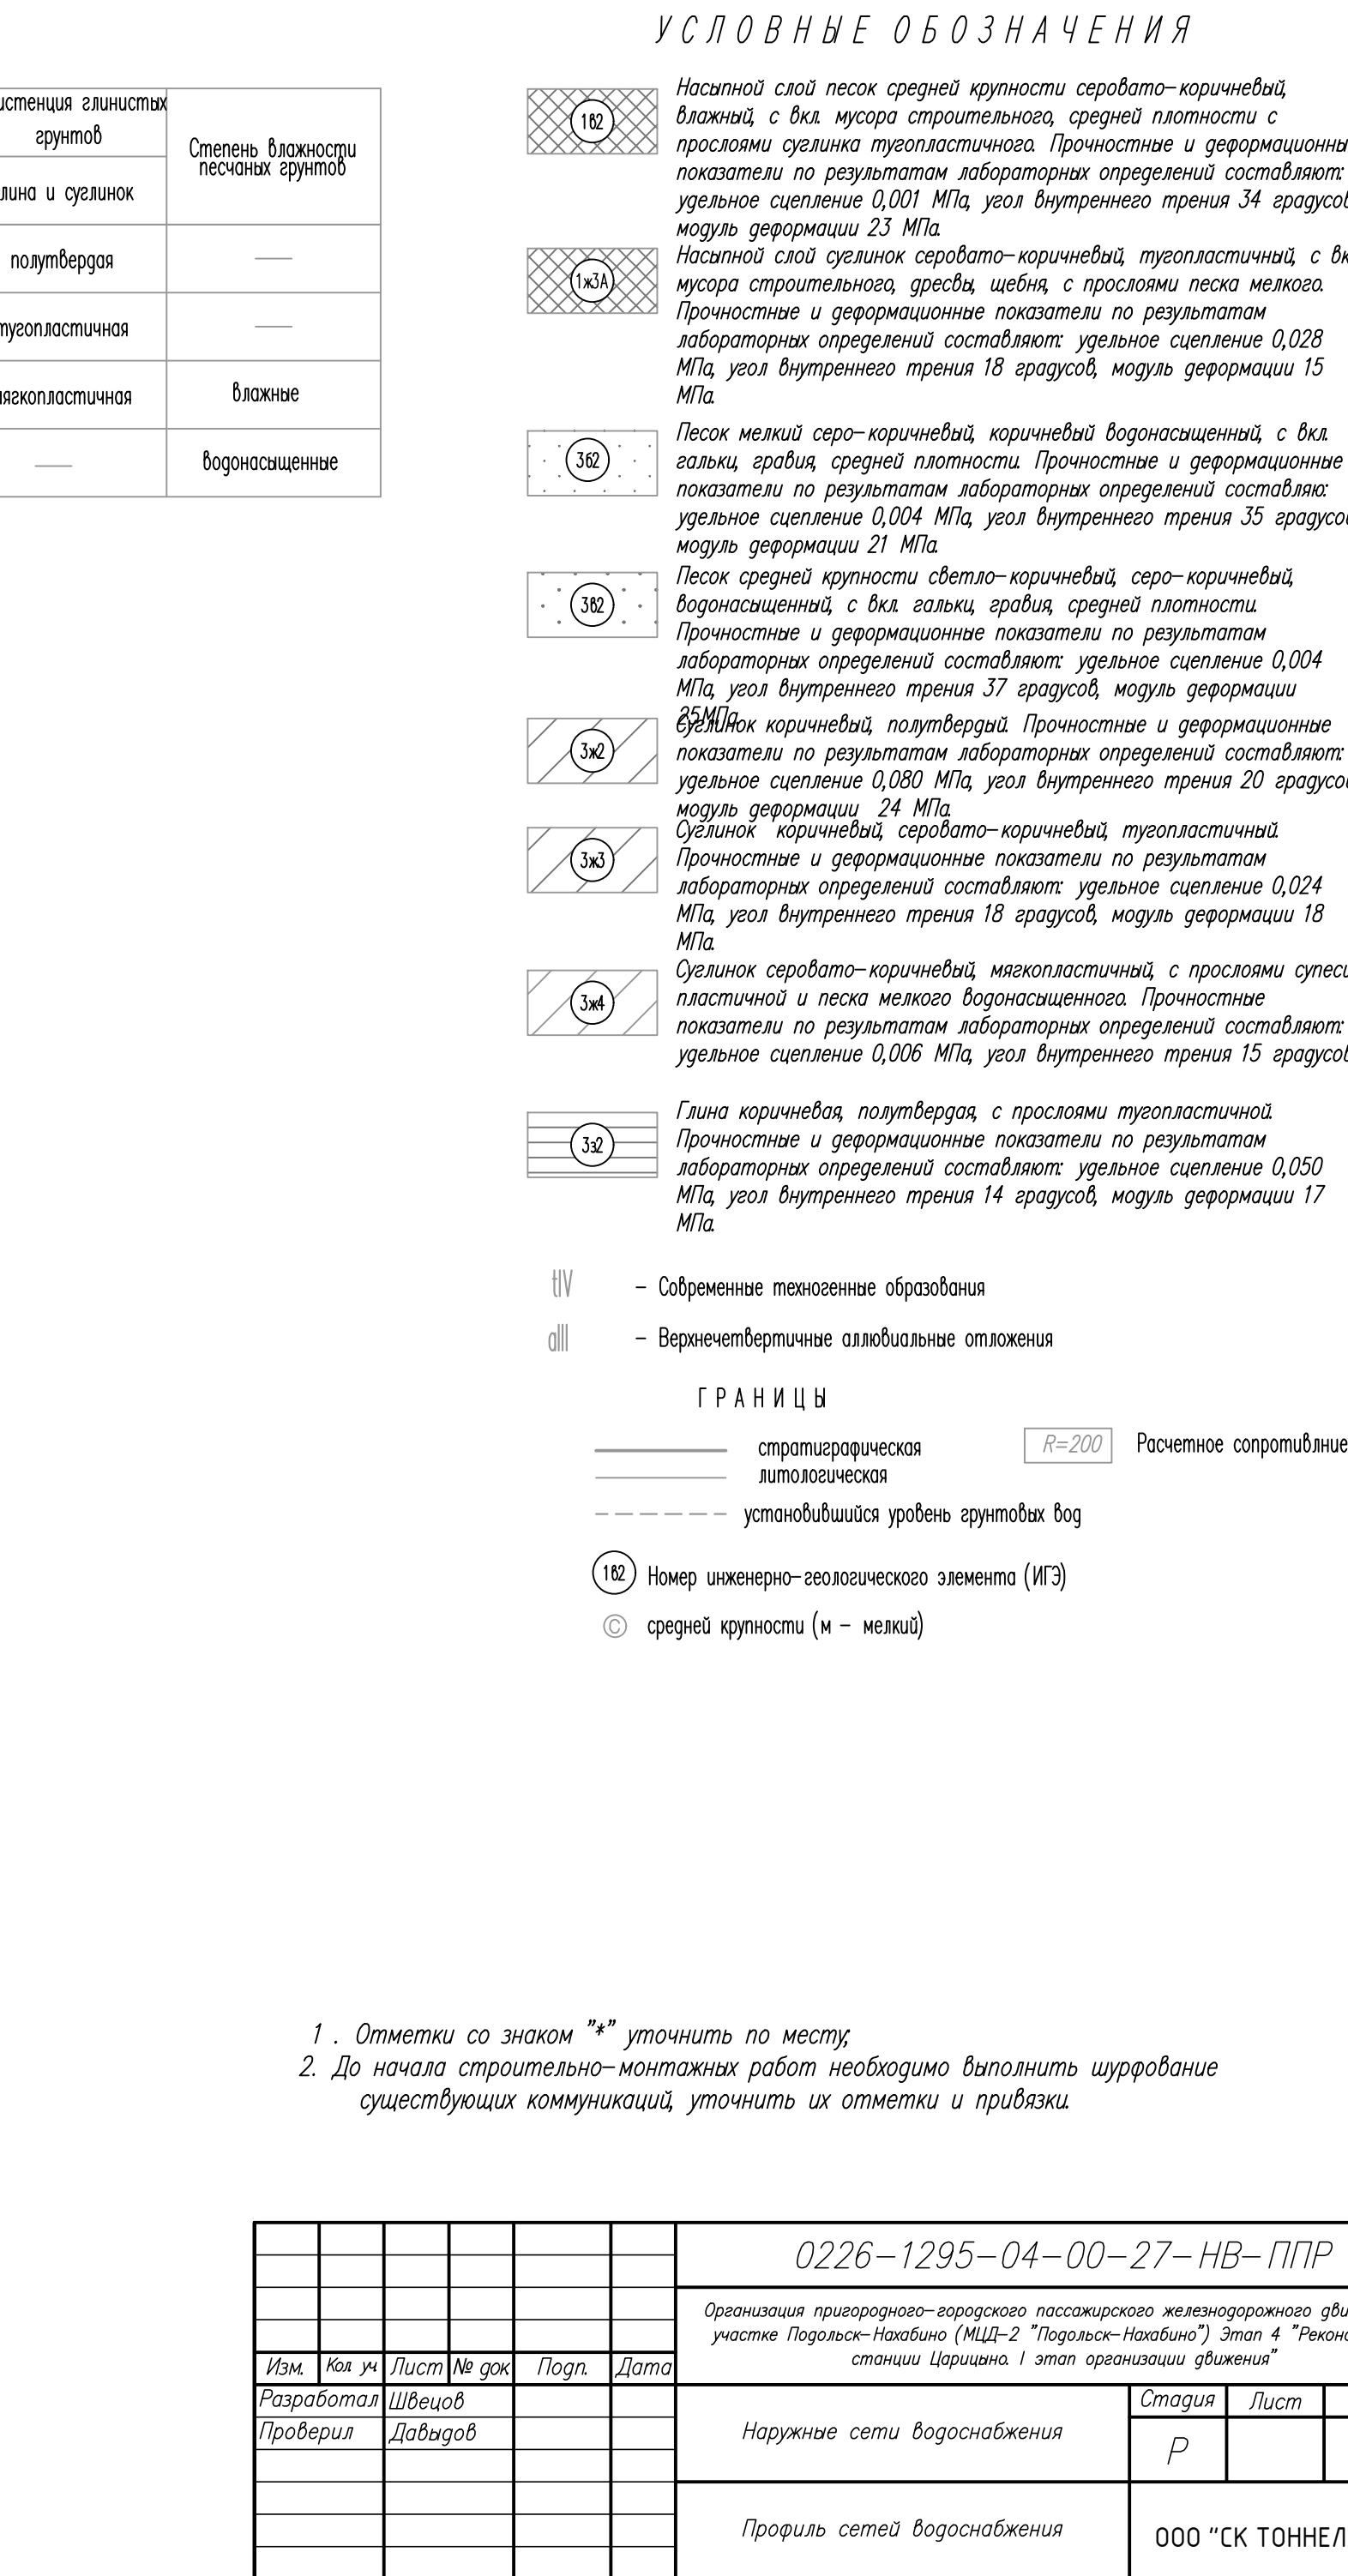 УСЛОВНЫЕ ОБОЗНАЧЕНИЯ
истенция глинистых
грунтов
Степень влажности
песчаных грунтов
лина и суглинок
полутвердая —
тугопластичная —
мягкопластичная влажные
— водонасыщенные
1в2
Насыпной слой песок средней крупности серовато-коричневый,
влажный, с вкл. мусора строительного, средней плотности с
прослоями суглинка тугопластичного. Прочностные и деформационны
показатели по результатам лабораторных определений составляют:
удельное сцепление 0,001 МПа, угол внутреннего трения 34 градусов
модуль деформации 23 МПа.
1ж3А
Насыпной слой суглинок серовато-коричневый, тугопластичный, с вк
мусора строительного, дресвы, щебня, с прослоями песка мелкого.
Прочностные и деформационные показатели по результатам
лабораторных определений составляют: удельное сцепление 0,028
МПа, угол внутреннего трения 18 градусов, модуль деформации 15
МПа.
3б2
Песок мелкий серо-коричневый, коричневый водонасыщенный, с вкл.
гальки, гравия, средней плотности. Прочностные и деформационные
показатели по результатам лабораторных определений составляю:
удельное сцепление 0,004 МПа, угол внутреннего трения 35 градусов
модуль деформации 21 МПа.
3в2
Песок средней крупности светло-коричневый, серо-коричневый,
водонасыщенный, с вкл. гальки, гравия, средней плотности.
Прочностные и деформационные показатели по результатам
лабораторных определений составляют: удельное сцепление 0,004
МПа, угол внутреннего трения 37 градусов, модуль деформации
25МПа.
3ж2
Суглинок коричневый, полутвердый. Прочностные и деформационные
показатели по результатам лабораторных определений составляют:
удельное сцепление 0,080 МПа, угол внутреннего трения 20 градусов
модуль деформации 24 МПа.
3ж3
Суглинок коричневый, серовато-коричневый, тугопластичный.
Прочностные и деформационные показатели по результатам
лабораторных определений составляют: удельное сцепление 0,024
МПа, угол внутреннего трения 18 градусов, модуль деформации 18
МПа.
3ж4
Суглинок серовато-коричневый, мягкопластичный, с прослоями супеси
пластичной и песка мелкого водонасыщенного. Прочностные
показатели по результатам лабораторных определений составляют:
удельное сцепление 0,006 МПа, угол внутреннего трения 15 градусов
3з2
Глина коричневая, полутвердая, с прослоями тугопластичной.
Прочностные и деформационные показатели по результатам
лабораторных определений составляют: удельное сцепление 0,050
МПа, угол внутреннего трения 14 градусов, модуль деформации 17
МПа.
tIV – Современные техногенные образования
aIII – Верхнечетвертичные аллювиальные отложения
ГРАНИЦЫ
стратиграфическая
R=200 Расчетное сопротивлние
литологическая
установившийся уровень грунтовых вод
1в2 Номер инженерно-геологического элемента (ИГЭ)
С средней крупности (м – мелкий)
1 . Отметки со знаком "*" уточнить по месту;
2. До начала строительно-монтажных работ необходимо выполнить шурфование
существующих коммуникаций, уточнить их отметки и привязки.
0226-1295-04-00-27-НВ-ППР
Организация пригородного-городского пассажирского железнодорожного дви
участке Подольск-Нахабино (МЦД-2 "Подольск-Нахабино") Этап 4 "Рекон
станции Царицыно. I этап организации движения"
Изм. Кол уч Лист № док Подп. Дата
Разработал Швецов
Проверил Давыдов
Наружные сети водоснабжения
Стадия Лист
Р
Профиль сетей водоснабжения
ООО "СК ТОННЕЛ